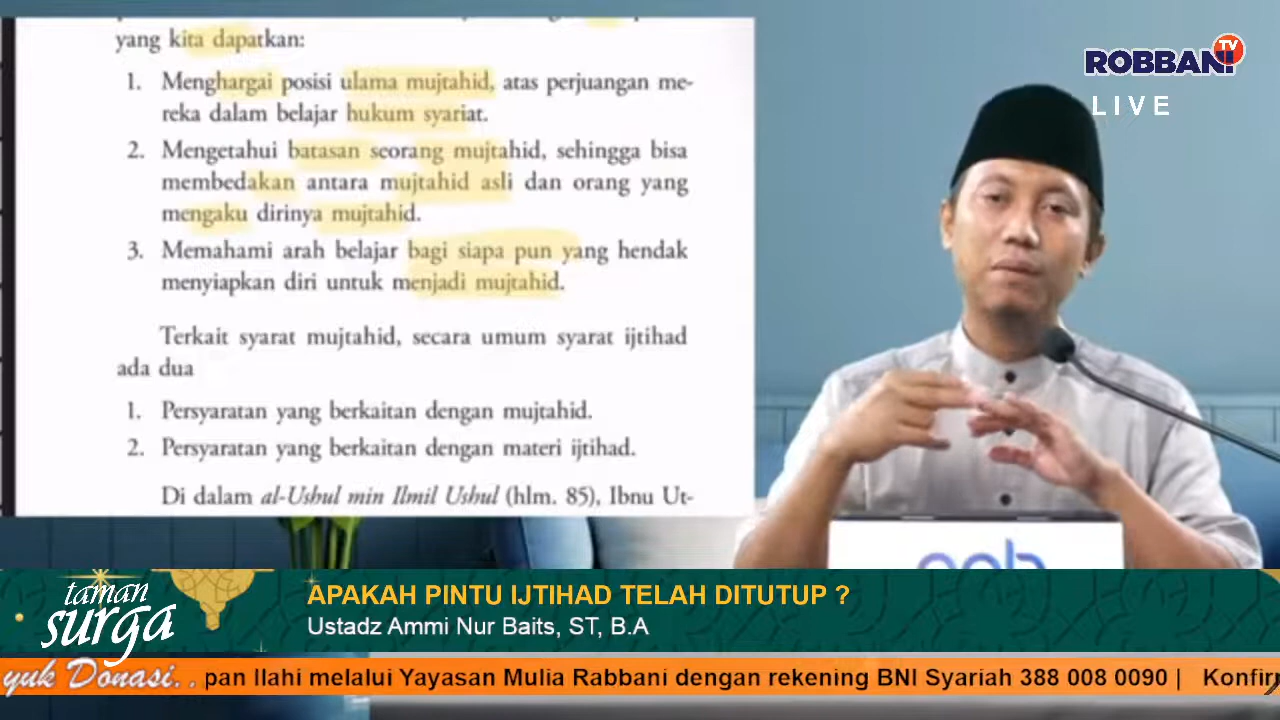 yang kita dapatkan:
1. Menghargai posisi ulama mujtahid, atas perjuangan me-
reka dalam belajar hukum syariat.
2. Mengetahui batasan seorang mujtahid, sehingga bisa
membedakan antara mujtahid asli dan orang yang
mengaku dirinya mujtahid.
3. Memahami arah belajar bagi siapa pun yang hendak
menyiapkan diri untuk menjadi mujtahid.
Terkait syarat mujtahid, secara umum syarat ijtihad
ada dua
1. Persyaratan yang berkaitan dengan mujtahid.
2. Persyaratan yang berkaitan dengan materi ijtihad.
Di dalam al-Ushul min Ilmil Ushul (hlm. 85), Ibnu Ut-
ROBBANI TV
LIVE
taman
surga
APAKAH PINTU IJTIHAD TELAH DITUTUP ?
Ustadz Ammi Nur Baits, ST, B.A
yuk Donasi. . pan Ilahi melalui Yayasan Mulia Rabbani dengan rekening BNI Syariah 388 008 0090 | Konfir